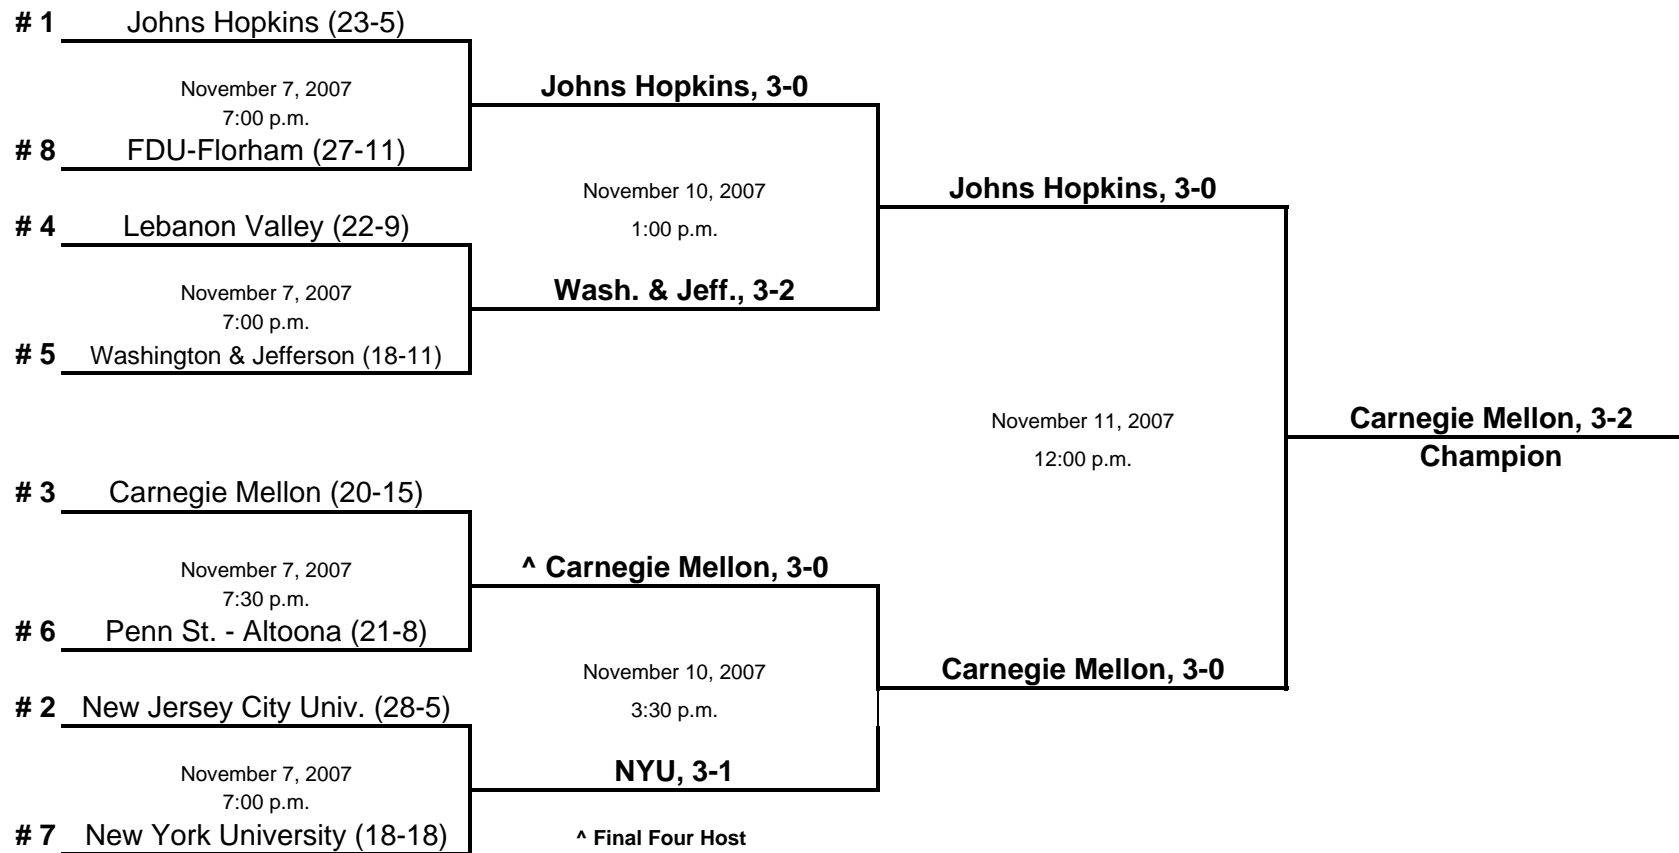 # 1 Johns Hopkins (23-5)
November 7, 2007
7:00 p.m.
# 8 FDU-Florham (27-11)
# 4 Lebanon Valley (22-9)
November 7, 2007
7:00 p.m.
# 5 Washington & Jefferson (18-11)
# 3 Carnegie Mellon (20-15)
November 7, 2007
7:30 p.m.
# 6 Penn St. - Altoona (21-8)
# 2 New Jersey City Univ. (28-5)
November 7, 2007
7:00 p.m.
# 7 New York University (18-18)
Johns Hopkins, 3-0
November 10, 2007
1:00 p.m.
Wash. & Jeff., 3-2
^ Carnegie Mellon, 3-0
November 10, 2007
3:30 p.m.
NYU, 3-1
^ Final Four Host
Johns Hopkins, 3-0
November 11, 2007
12:00 p.m.
Carnegie Mellon, 3-0
Carnegie Mellon, 3-2
Champion